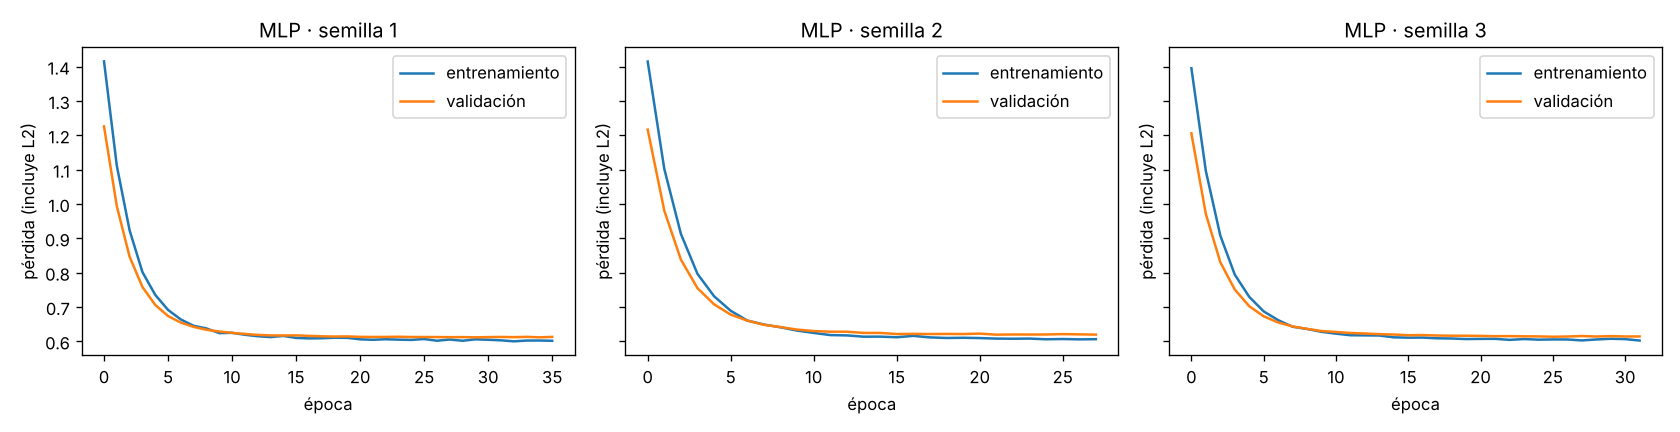 MLP · semilla 1
entrenamiento
validación
pérdida (incluye L2)
1.4
1.3
1.2
1.1
1.0
0.9
0.8
0.7
0.6
0 5 10 15 20 25 30 35
época
MLP · semilla 2
entrenamiento
validación
pérdida (incluye L2)
0 5 10 15 20 25
época
MLP · semilla 3
entrenamiento
validación
pérdida (incluye L2)
0 5 10 15 20 25 30
época